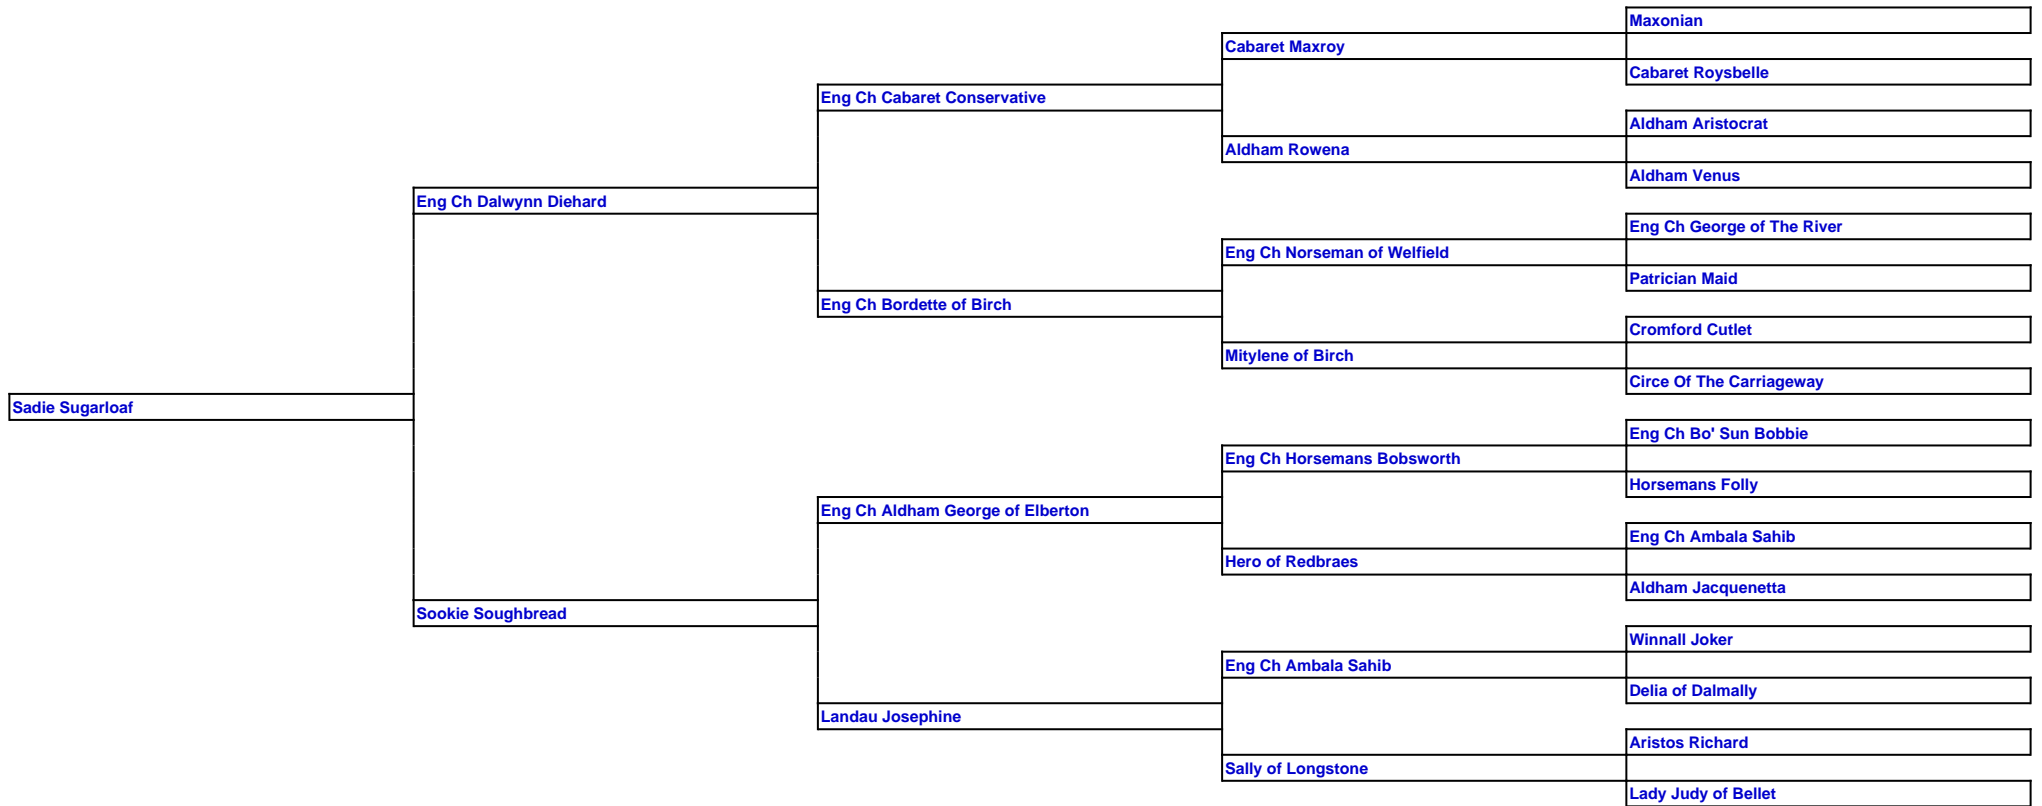 Maxonian
Cabaret Maxroy
Cabaret Roysbelle
Eng Ch Cabaret Conservative
Aldham Aristocrat
Aldham Rowena
Aldham Venus
Eng Ch Dalwynn Diehard
Eng Ch George of The River
Eng Ch Norseman of Welfield
Patrician Maid
Eng Ch Bordette of Birch
Cromford Cutlet
Mitylene of Birch
Circe Of The Carriageway
Sadie Sugarloaf
Eng Ch Bo' Sun Bobbie
Eng Ch Horsemans Bobsworth
Horsemans Folly
Eng Ch Aldham George of Elberton
Eng Ch Ambala Sahib
Hero of Redbraes
Aldham Jacquenetta
Sookie Soughbread
Winnall Joker
Eng Ch Ambala Sahib
Delia of Dalmally
Landau Josephine
Aristos Richard
Sally of Longstone
Lady Judy of Bellet